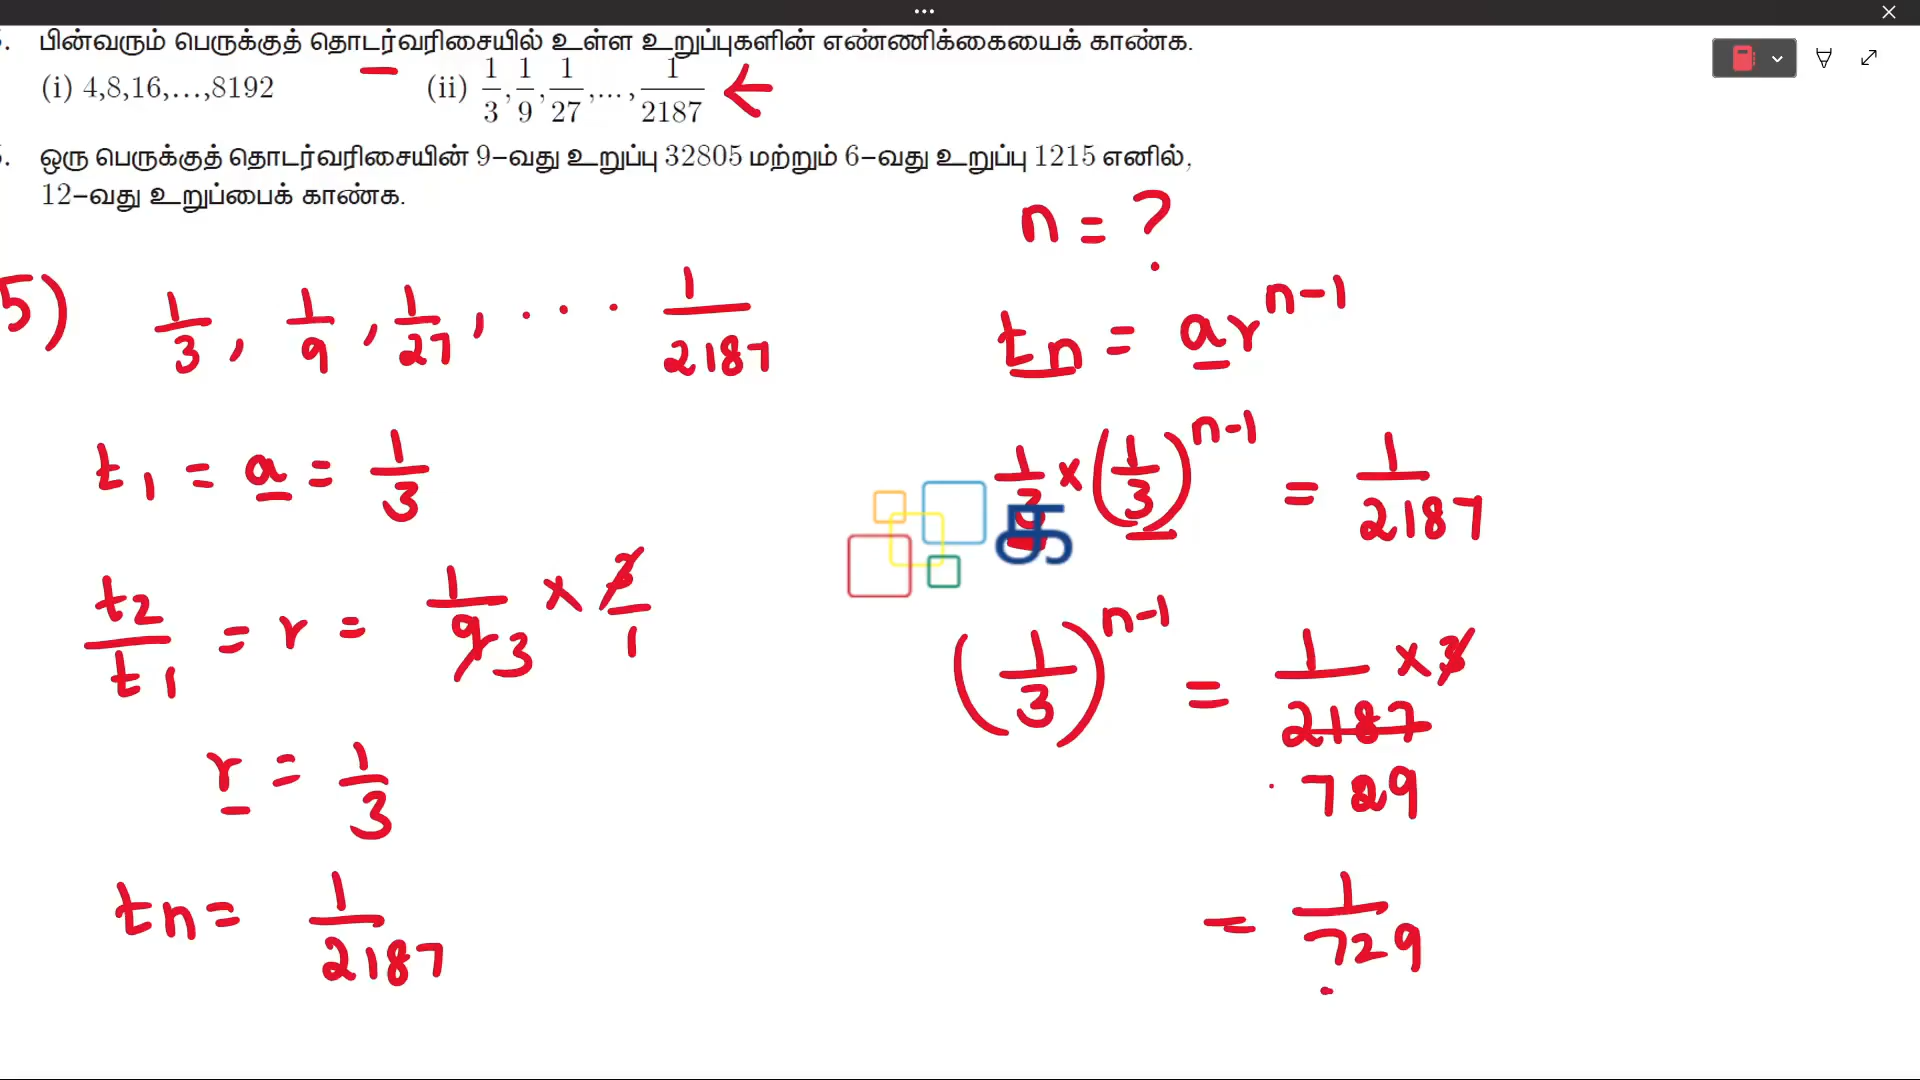 . பின்வரும் பெருக்குத் தொடர்வரிசையில் உள்ள உறுப்புகளின் எண்ணிக்கையைக் காண்க.
(i) 4,8,16,...,8192 (ii) 1/3, 1/9, 1/27, ..., 1/2187
. ஒரு பெருக்குத் தொடர்வரிசையின் 9–வது உறுப்பு 32805 மற்றும் 6–வது உறுப்பு 1215 எனில்,
12–வது உறுப்பைக் காண்க.
n = ?
5) 1/3, 1/9, 1/27, ... 1/2187
tn = ar^(n-1)
t1 = a = 1/3
1/3 × (1/3)^(n-1) = 1/2187
க
t2/t1 = r = 1/9 3 × 3/1
(1/3)^(n-1) = 1/2187 × 3
729
r = 1/3
tn = 1/2187
= 1/729